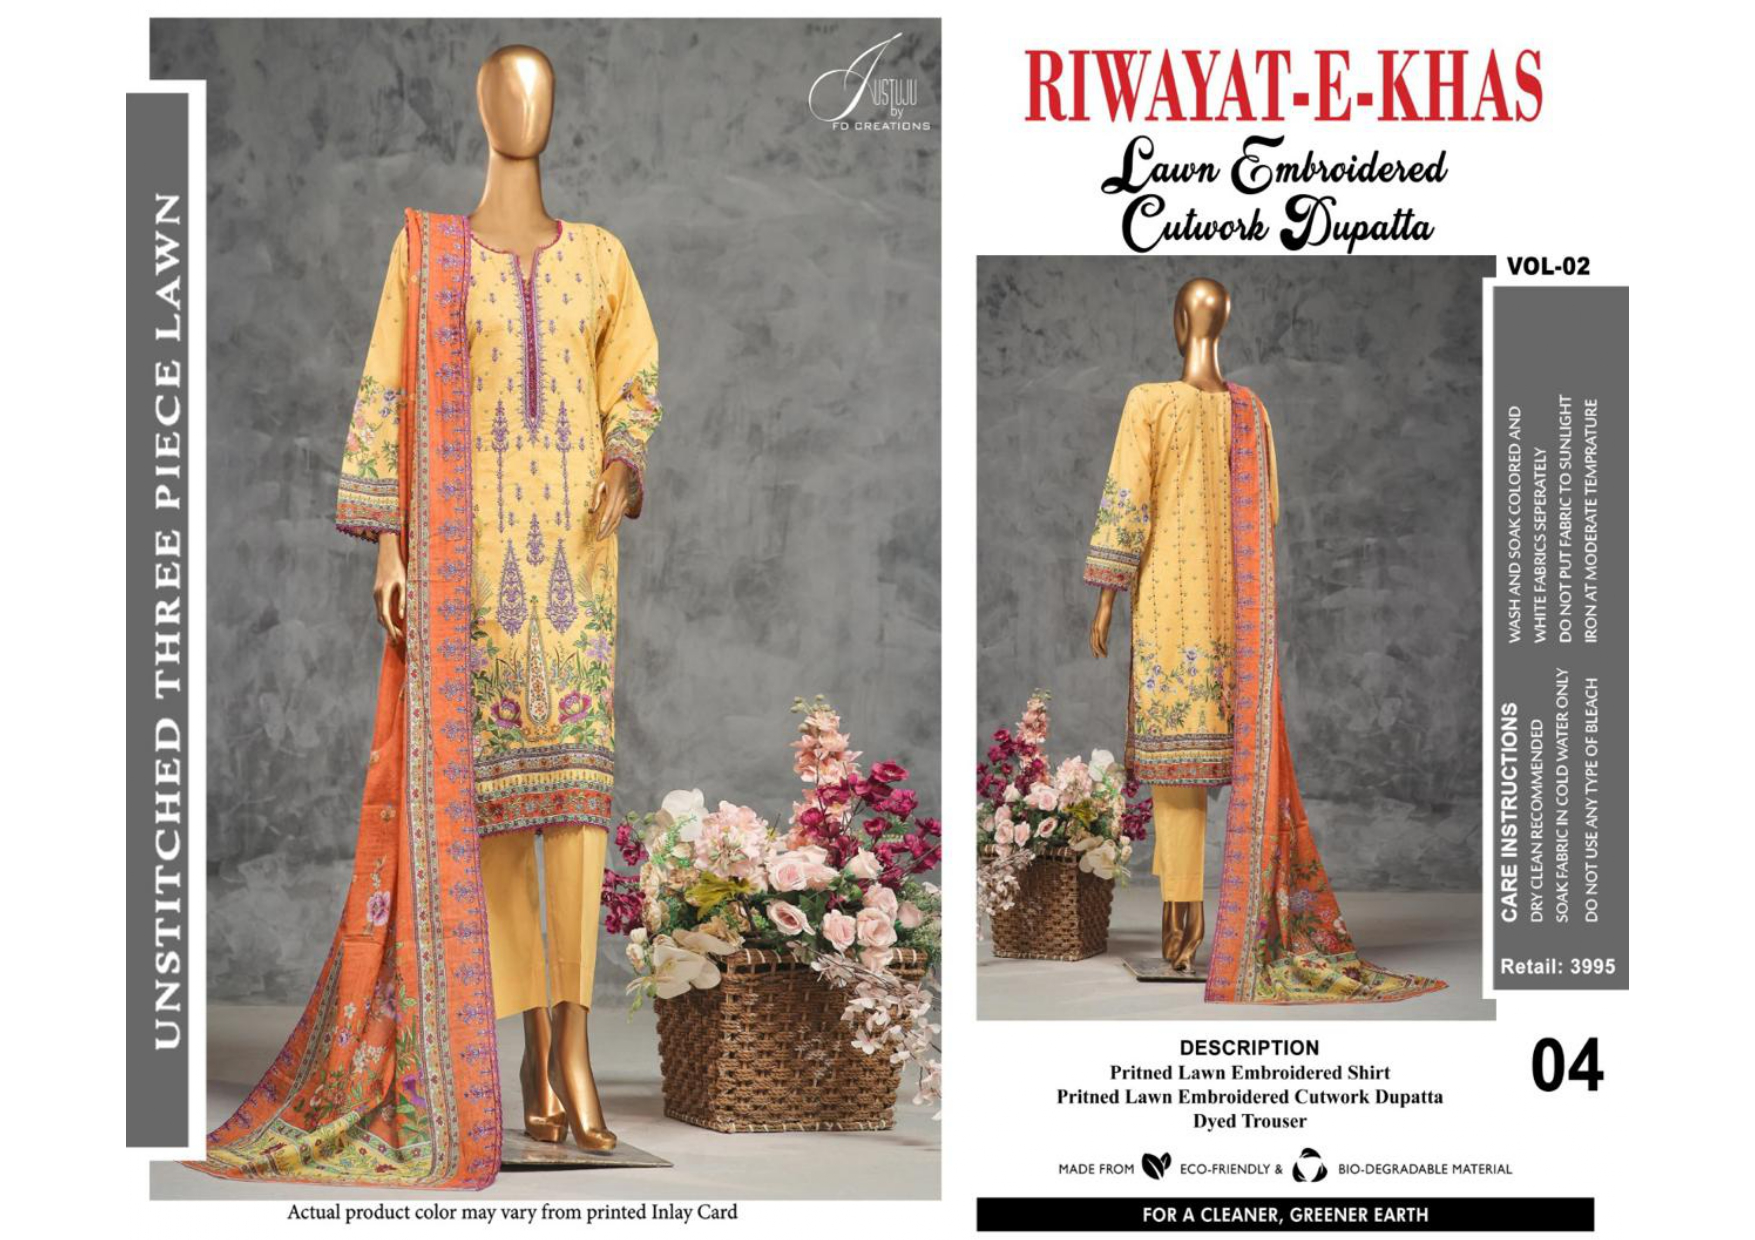 UNSTITCHED THREE PIECE LAWN
JUSTUJU
by
FD CREATIONS
Actual product color may vary from printed Inlay Card
RIWAYAT-E-KHAS
Lawn Embroidered
Cutwork Dupatta
VOL-02
CARE INSTRUCTIONS
DRY CLEAN RECOMMENDED
SOAK FABRIC IN COLD WATER ONLY
DO NOT USE ANY TYPE OF BLEACH
WASH AND SOAK COLORED AND
WHITE FABRICS SEPERATELY
DO NOT PUT FABRIC TO SUNLIGHT
IRON AT MODERATE TEMPRATURE
Retail: 3995
04
DESCRIPTION
Pritned Lawn Embroidered Shirt
Pritned Lawn Embroidered Cutwork Dupatta
Dyed Trouser
MADE FROM ECO-FRIENDLY & BIO-DEGRADABLE MATERIAL
FOR A CLEANER, GREENER EARTH